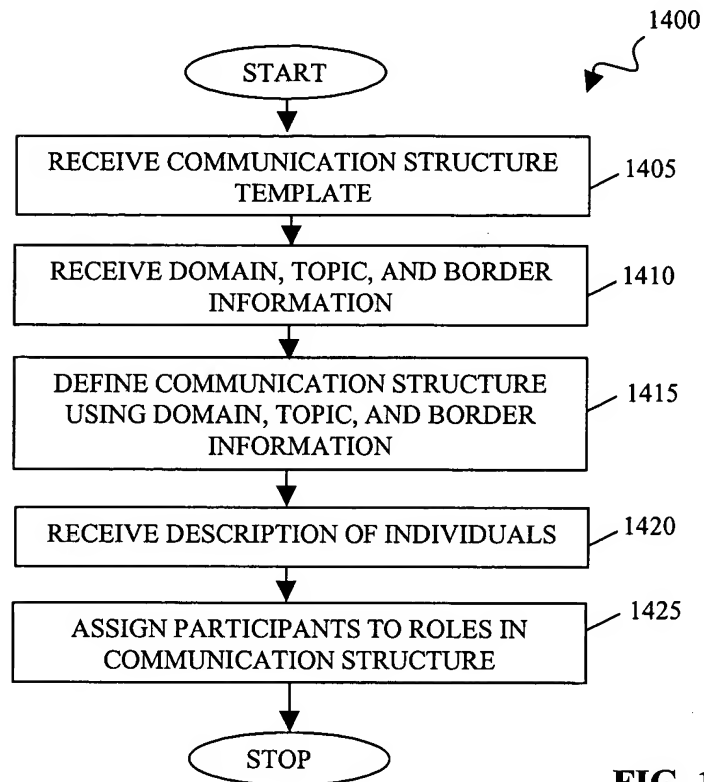 1400
START
RECEIVE COMMUNICATION STRUCTURE
TEMPLATE
1405
RECEIVE DOMAIN, TOPIC, AND BORDER
INFORMATION
1410
DEFINE COMMUNICATION STRUCTURE
USING DOMAIN, TOPIC, AND BORDER
INFORMATION
1415
RECEIVE DESCRIPTION OF INDIVIDUALS
1420
ASSIGN PARTICIPANTS TO ROLES IN
COMMUNICATION STRUCTURE
1425
STOP
FIG.